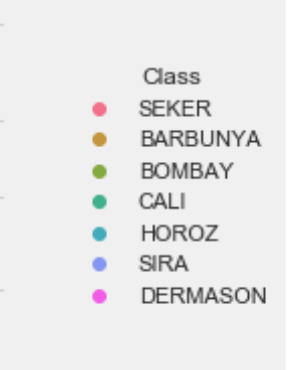 Class
SEKER
BARBUNYA
BOMBAY
CALI
HOROZ
SIRA
DERMASON